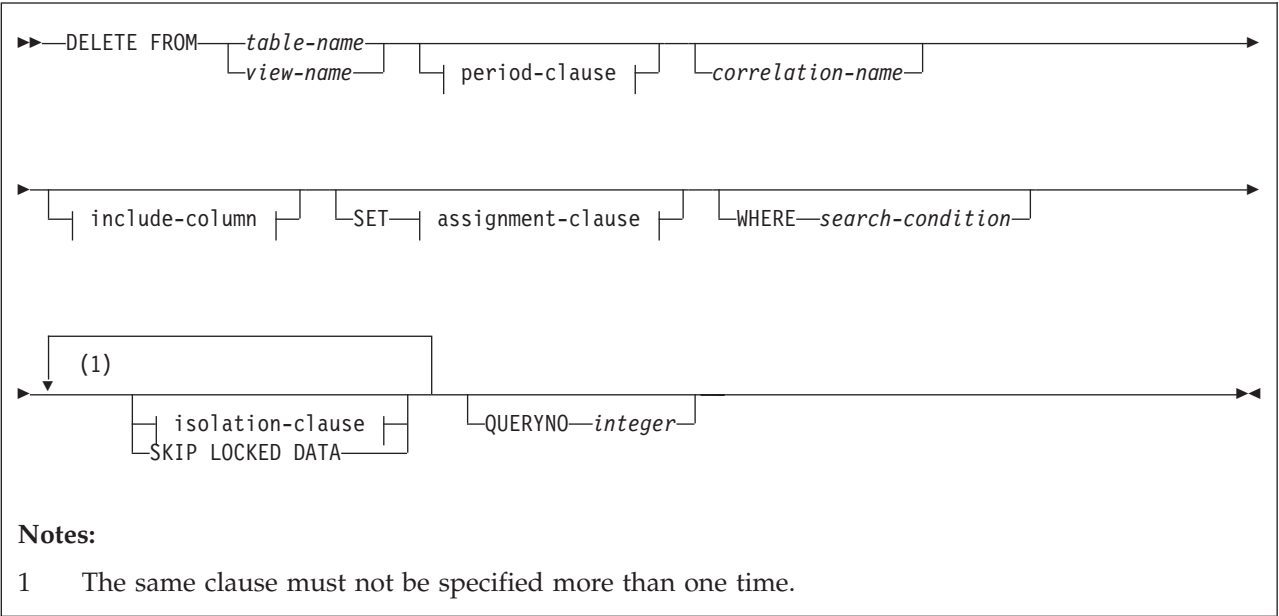 DELETE FROM table-name
view-name period-clause correlation-name
include-column SET assignment-clause WHERE search-condition
(1)
isolation-clause QUERYNO integer
SKIP LOCKED DATA
Notes:
1 The same clause must not be specified more than one time.